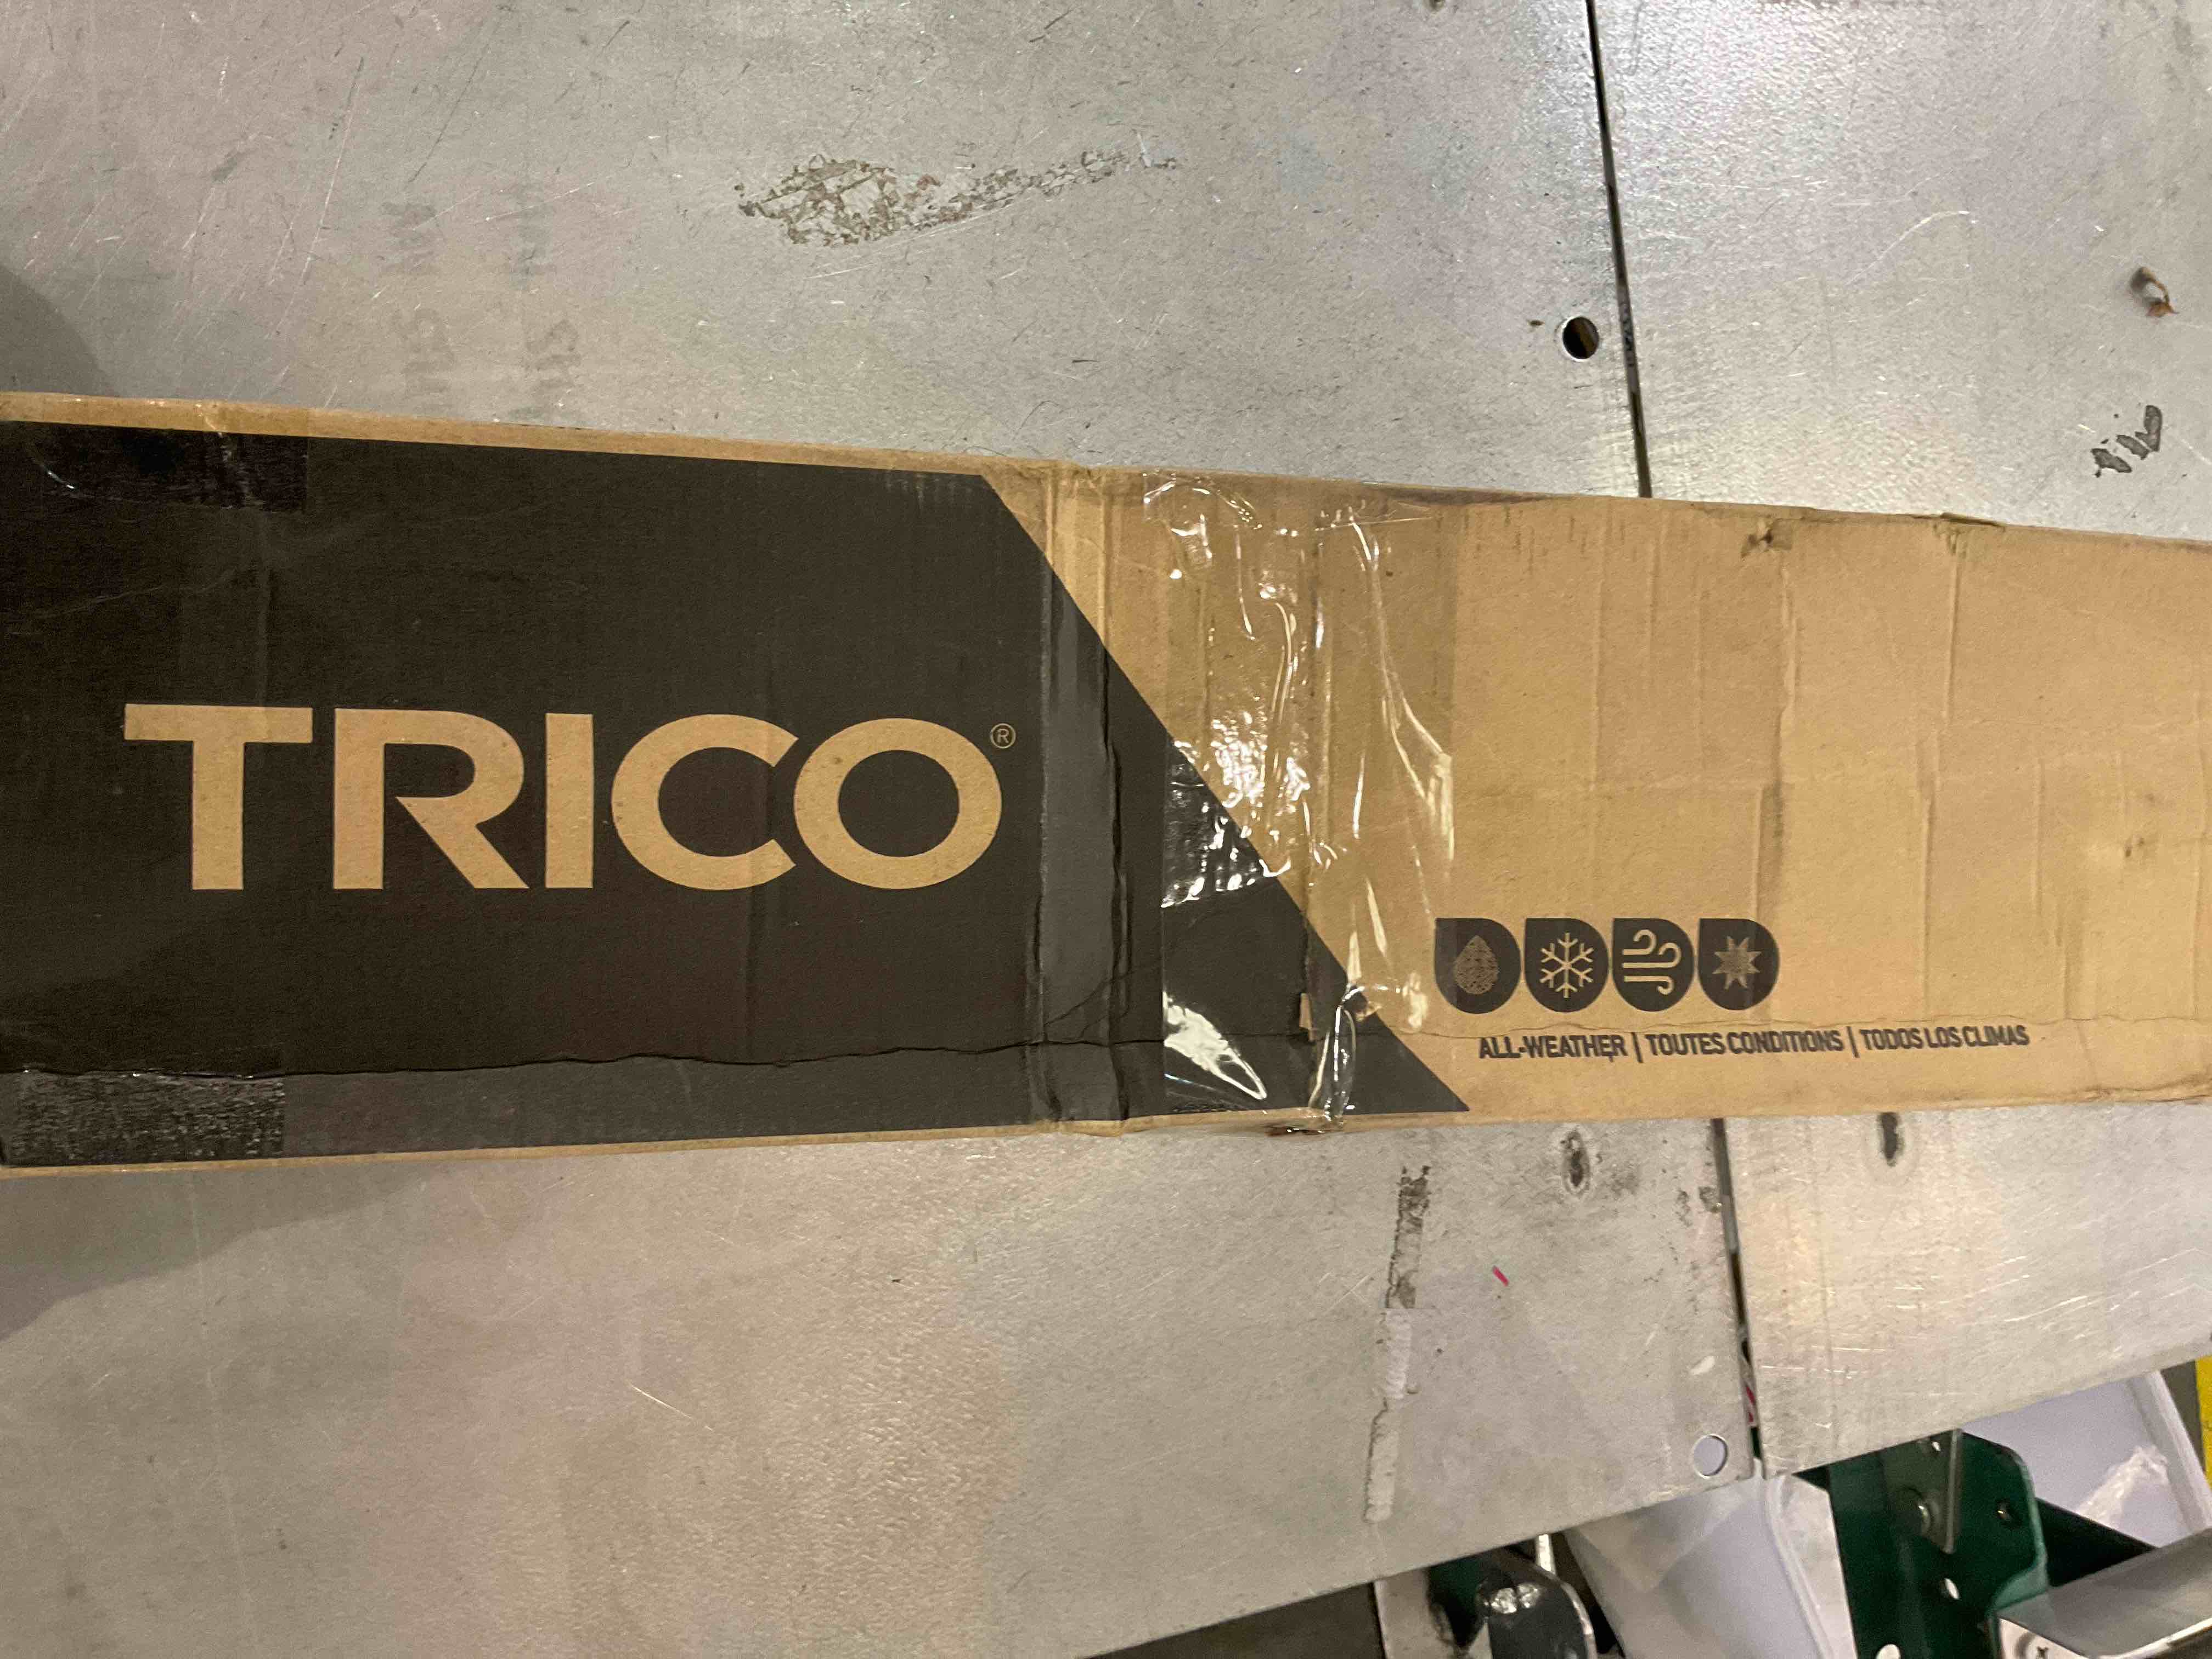 TRICO®
ALL-WEATHER | TOUTES CONDITIONS | TODOS LOS CLIMAS